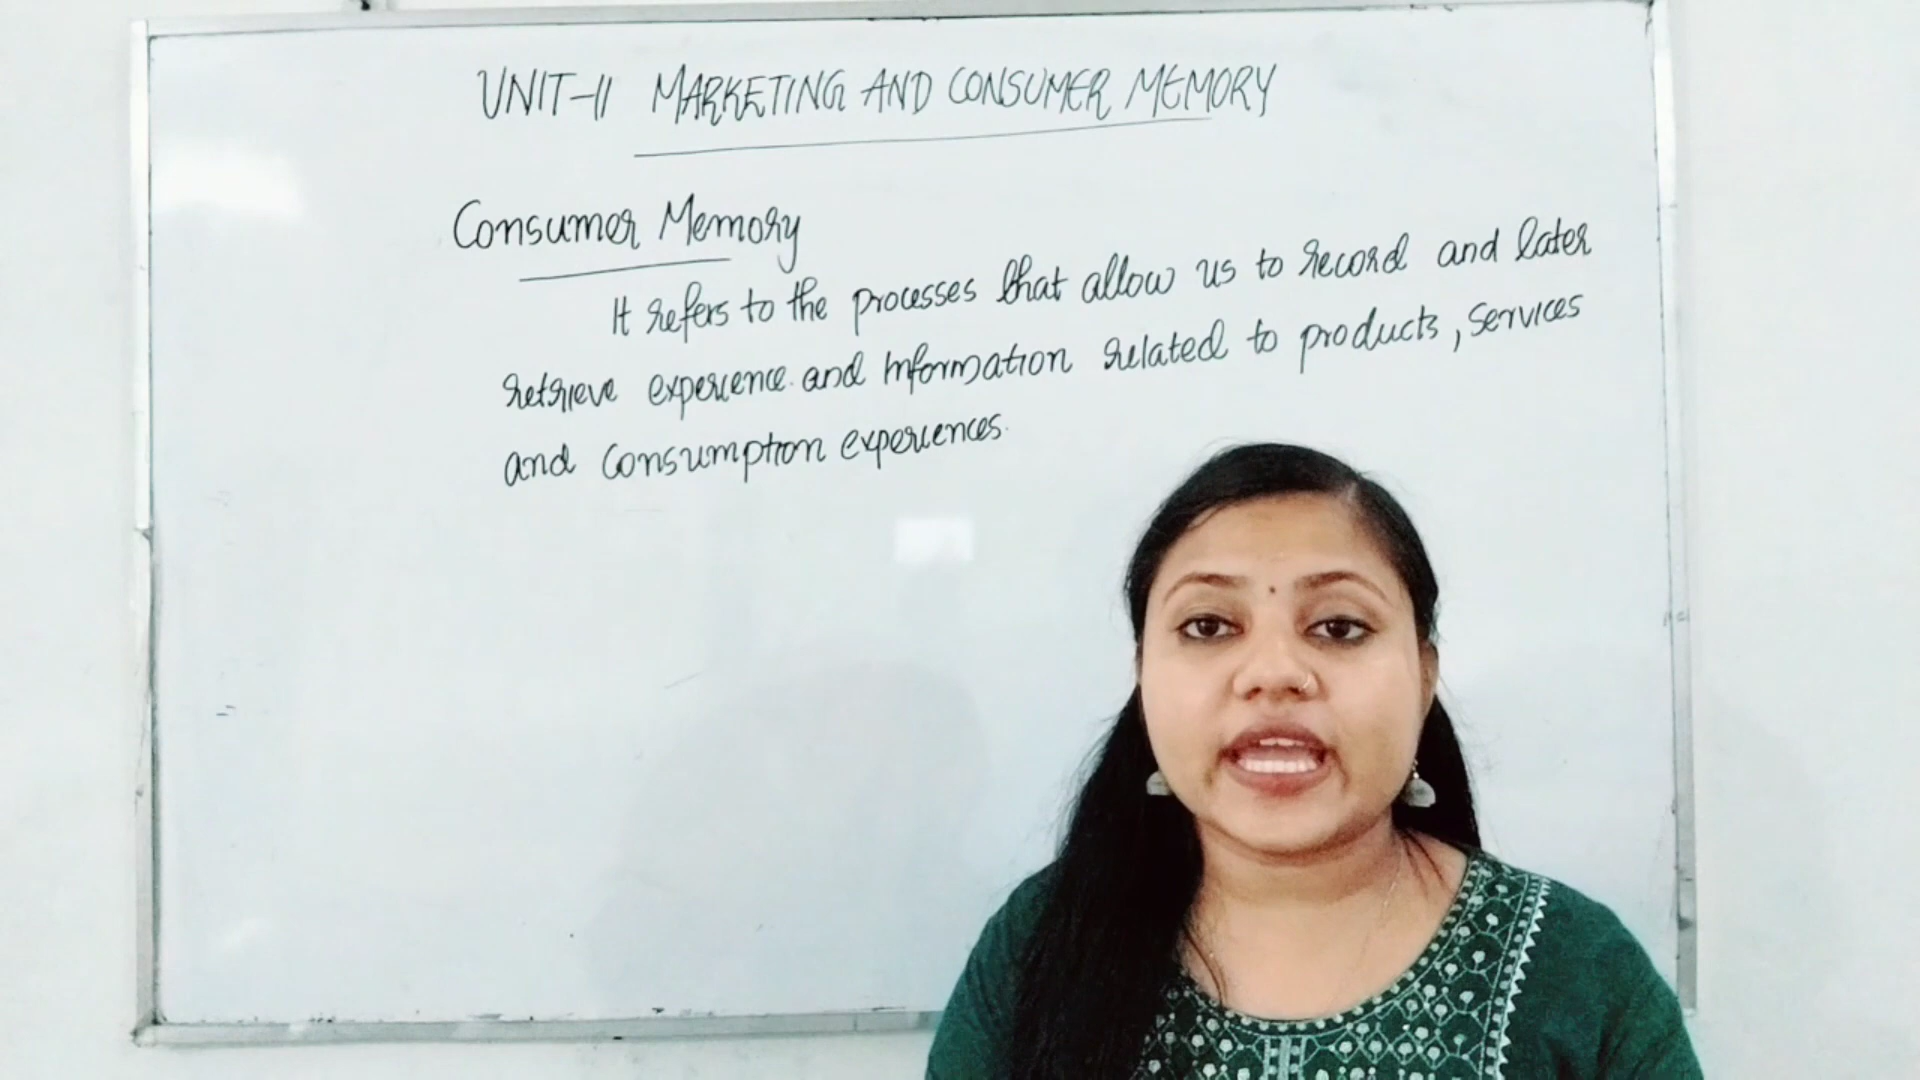 UNIT-II MARKETING AND CONSUMER MEMORY
Consumer Memory
It refers to the processes that allow us to record and later
retrieve experience and Information related to products, services
and consumption experiences.